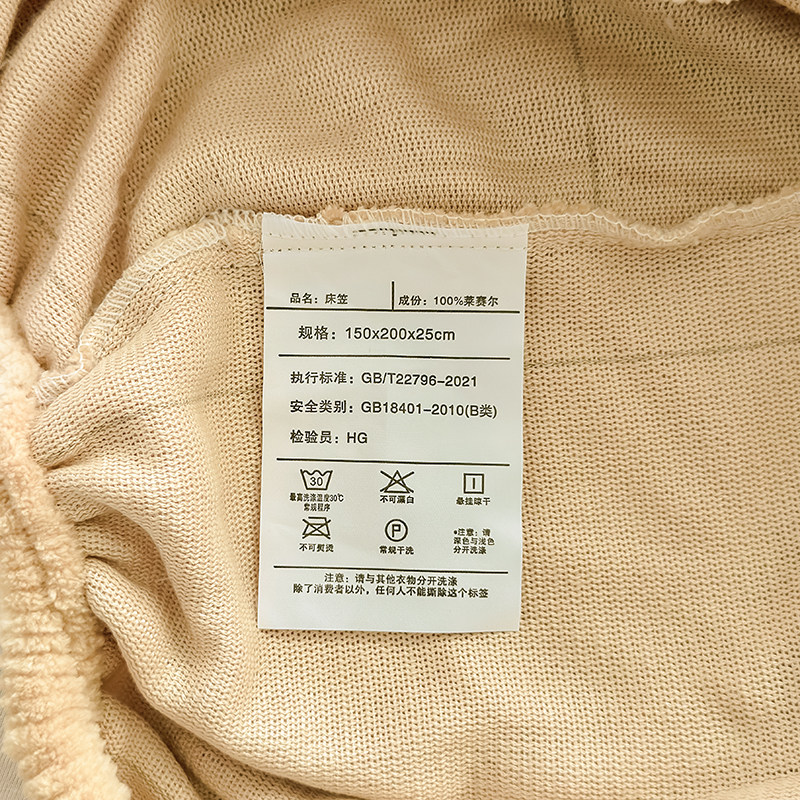 品名：床笠 成份：100%莱赛尔
规格：150x200x25cm
执行标准：GB/T22796-2021
安全类别：GB18401-2010(B类)
检验员：HG
30
最高洗涤温度30℃
常规程序
不可漂白
悬挂晾干
P
不可熨烫
常规干洗
•注意：请
深色与浅色
分开洗涤
注意：请与其他衣物分开洗涤
除了消费者以外，任何人不能撕除这个标签